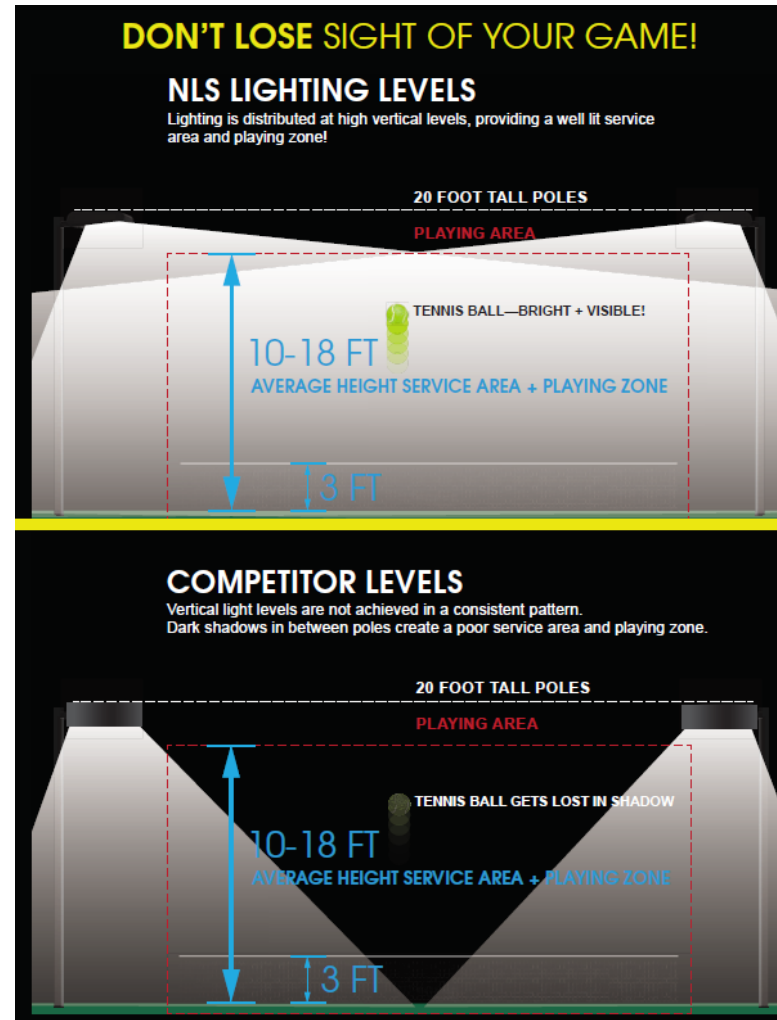 DON'T LOSE SIGHT OF YOUR GAME!
NLS LIGHTING LEVELS
Lighting is distributed at high vertical levels, providing a well lit service
area and playing zone!
20 FOOT TALL POLES
PLAYING AREA
TENNIS BALL—BRIGHT + VISIBLE!
10-18 FT
AVERAGE HEIGHT SERVICE AREA + PLAYING ZONE
3 FT
COMPETITOR LEVELS
Vertical light levels are not achieved in a consistent pattern.
Dark shadows in between poles create a poor service area and playing zone.
20 FOOT TALL POLES
PLAYING AREA
TENNIS BALL GETS LOST IN SHADOW
10-18 FT
AVERAGE HEIGHT SERVICE AREA + PLAYING ZONE
3 FT